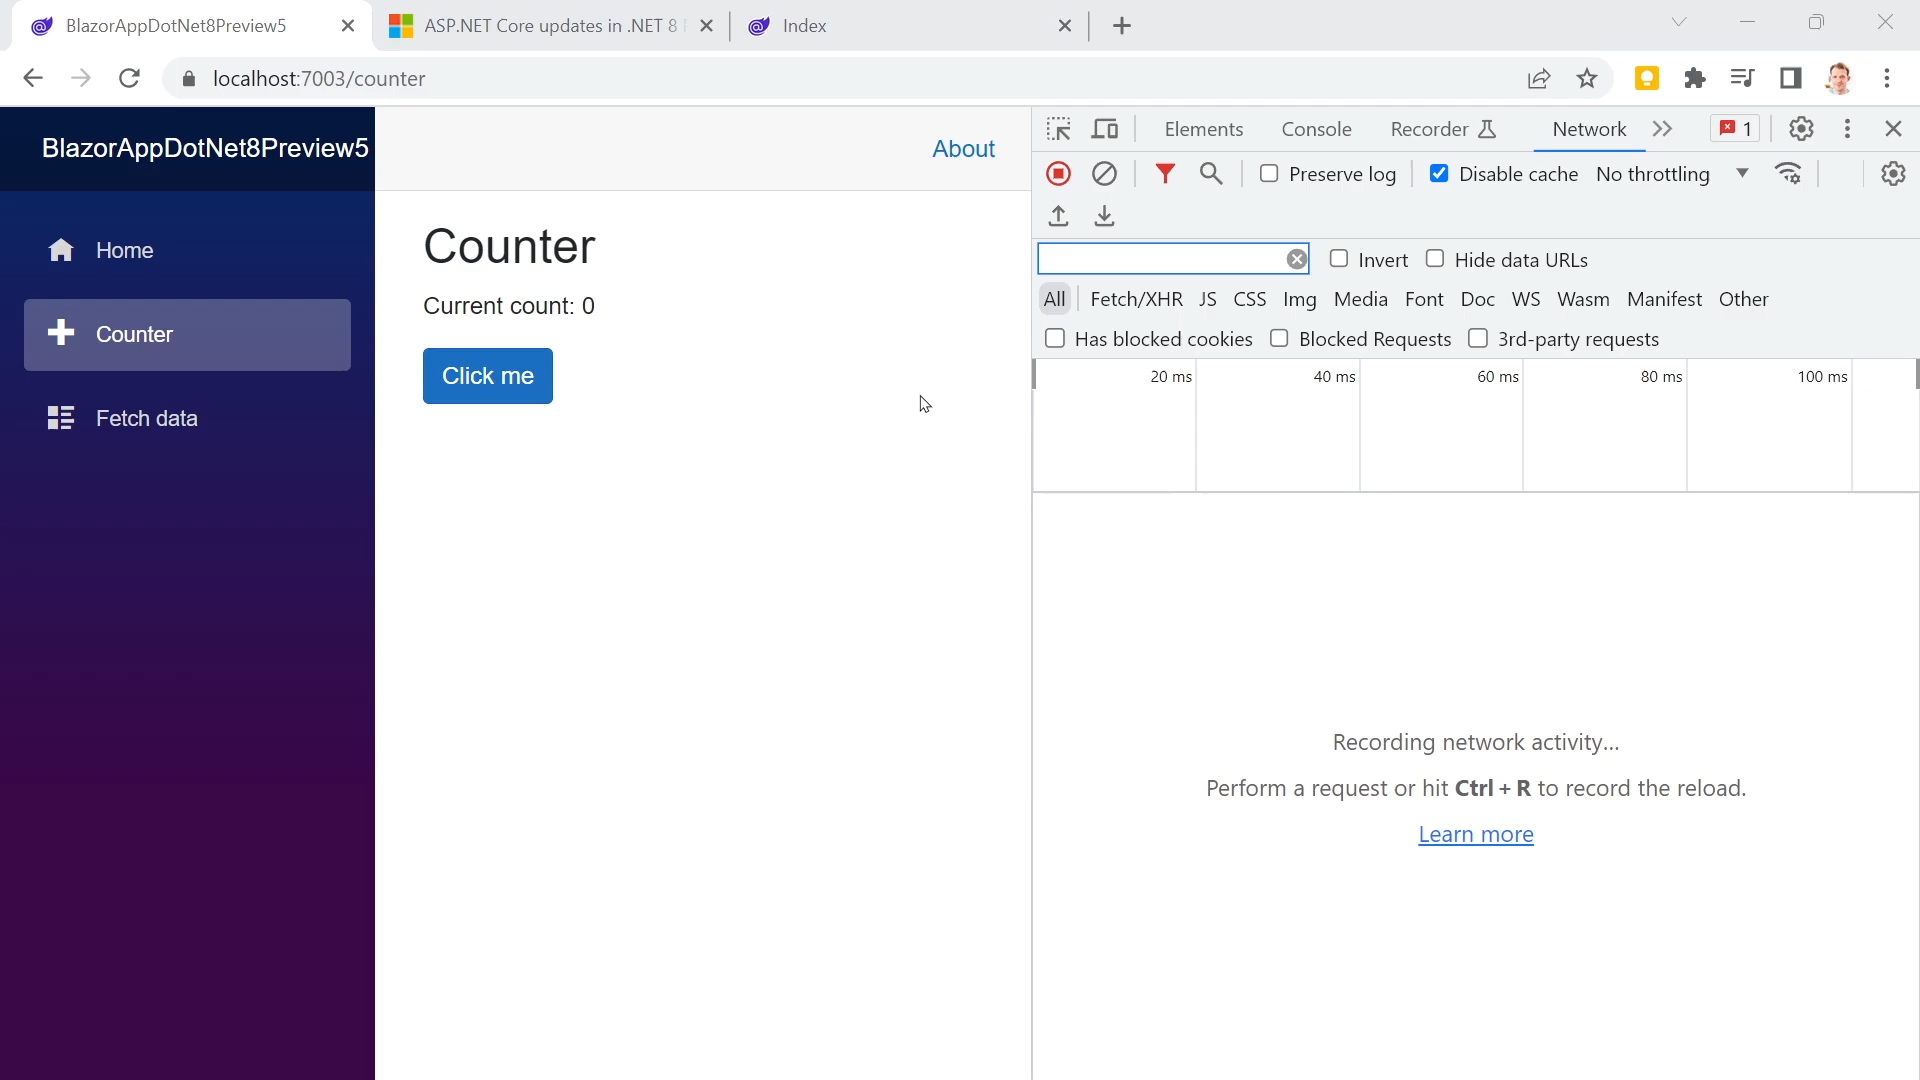 BlazorAppDotNet8Preview5
ASP.NET Core updates in .NET 8
Index
localhost:7003/counter
BlazorAppDotNet8Preview5
About
Home
Counter
Fetch data
Counter
Current count: 0
Click me
Elements Console Recorder Network 1
Preserve log Disable cache No throttling
Invert Hide data URLs
All Fetch/XHR JS CSS Img Media Font Doc WS Wasm Manifest Other
Has blocked cookies Blocked Requests 3rd-party requests
20 ms 40 ms 60 ms 80 ms 100 ms
Recording network activity…
Perform a request or hit Ctrl + R to record the reload.
Learn more